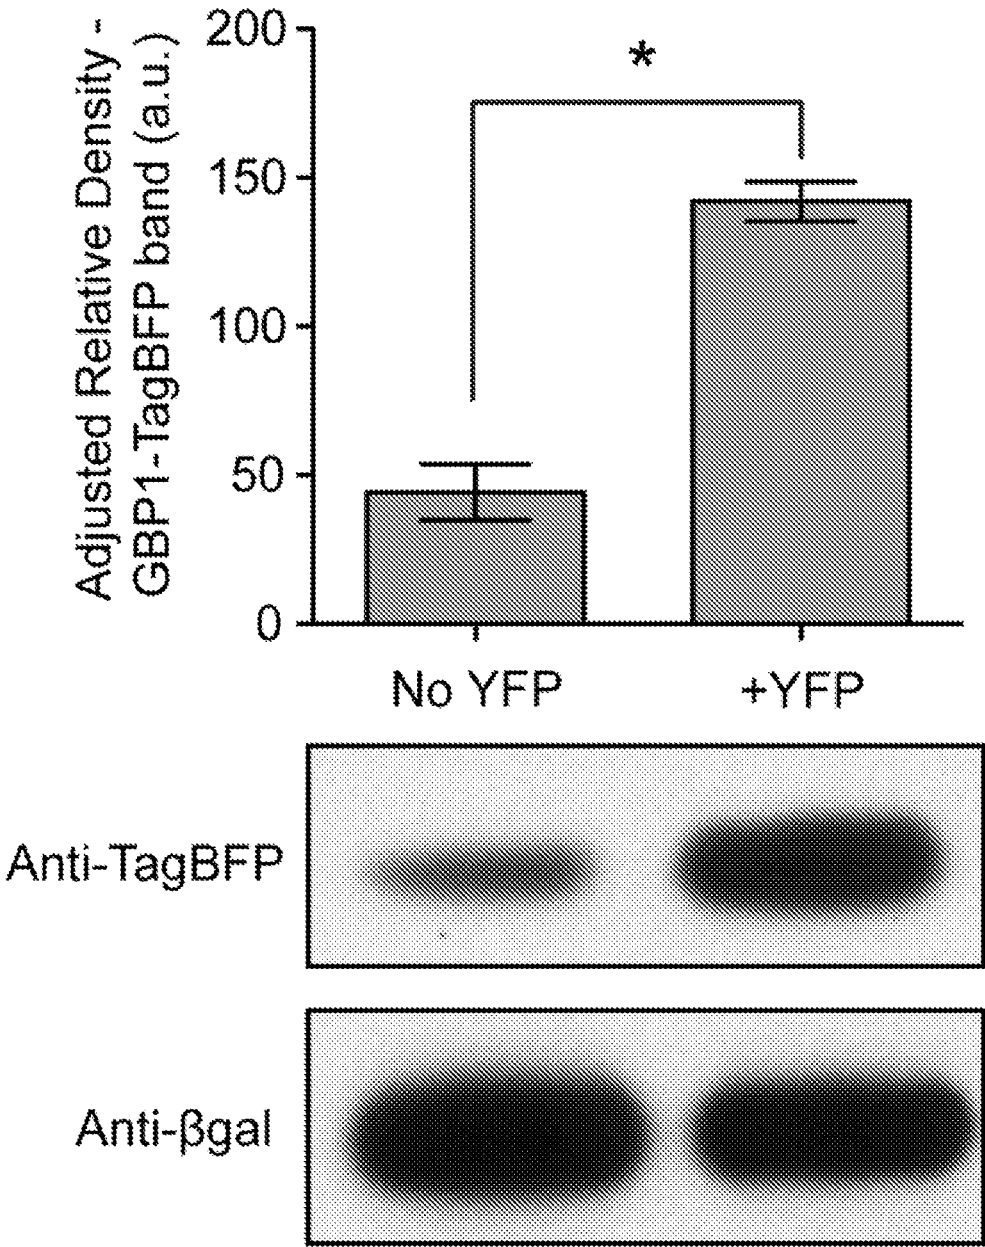 Adjusted Relative Density -
GBP1-TagBFP band (a.u.)
200
*
150
100
50
0
No YFP
+YFP
Anti-TagBFP
Anti-βgal